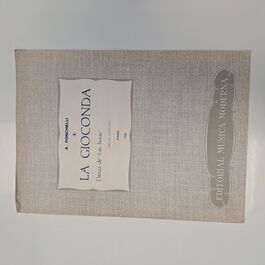 A. PONCHIELLI
LA GIOCONDA
Danza de "Las horas"
EDITORIAL MUSICA MODERNA